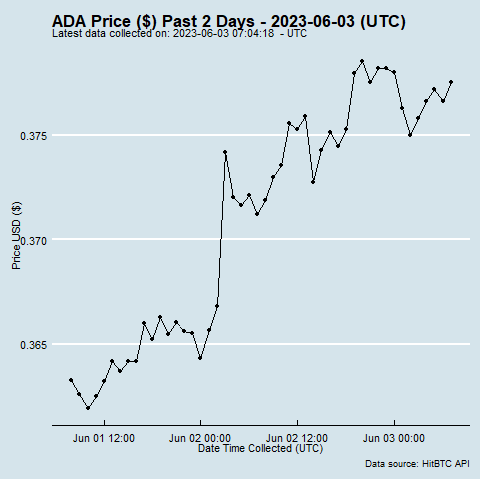 ADA Price ($) Past 2 Days - 2023-06-03 (UTC)
Latest data collected on: 2023-06-03 07:04:18 - UTC
Price USD ($)
0.375
0.370
0.365
Jun 01 12:00 Jun 02 00:00 Jun 02 12:00 Jun 03 00:00
Date Time Collected (UTC)
Data source: HitBTC API